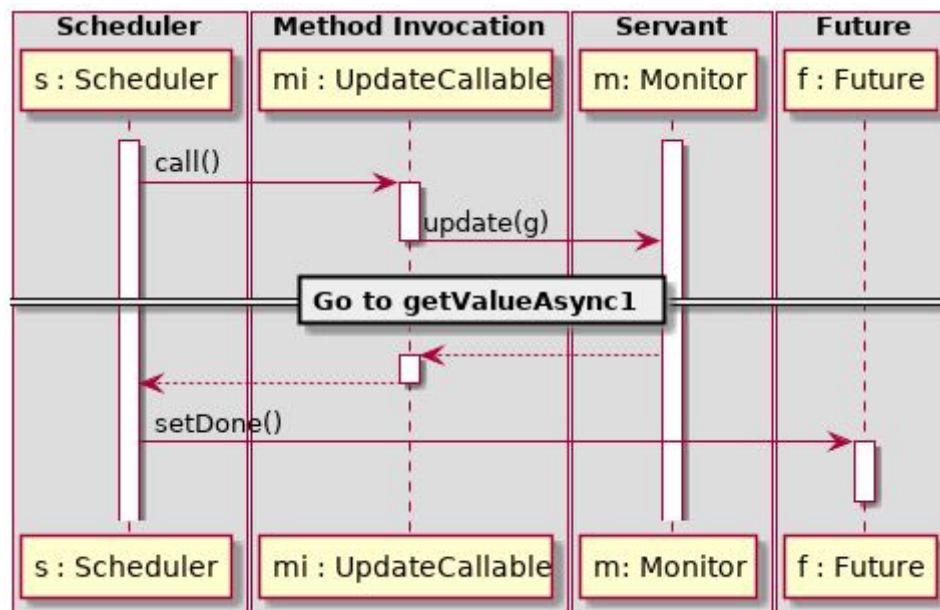 Scheduler Method Invocation Servant Future
s : Scheduler mi : UpdateCallable m: Monitor f : Future
call()
update(g)
Go to getValueAsync1
setDone()
s : Scheduler mi : UpdateCallable m: Monitor f : Future